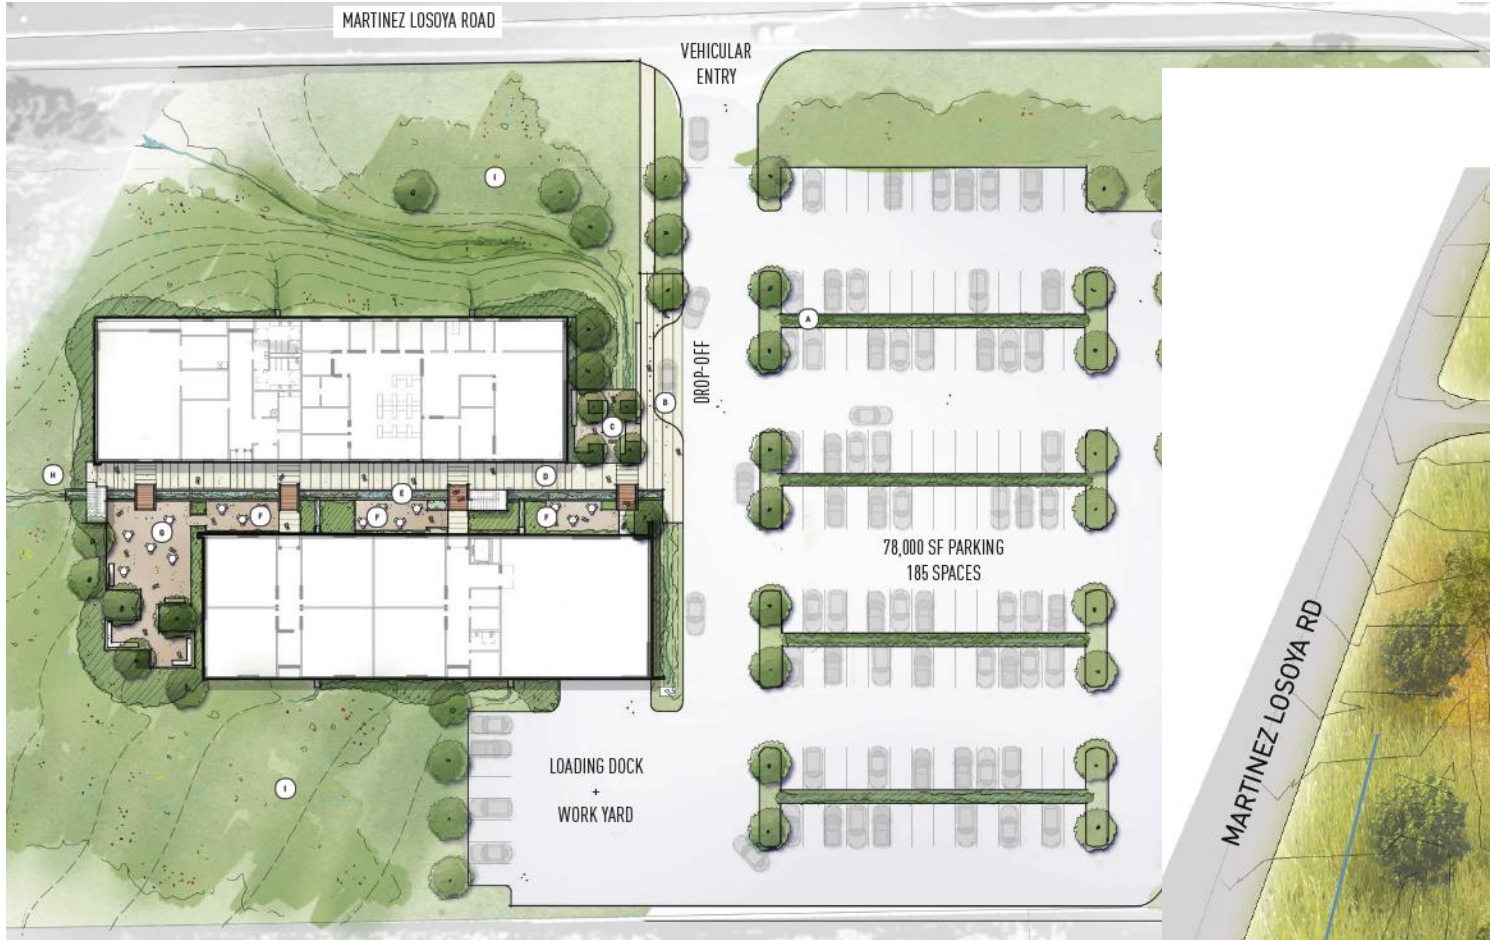 MARTINEZ LOSOYA ROAD
VEHICULAR
ENTRY
I
A
DROP-OFF
B
C
H
D
E
F
F
F
G
78,000 SF PARKING
185 SPACES
I
LOADING DOCK
+
WORK YARD
MARTINEZ LOSOYA RD